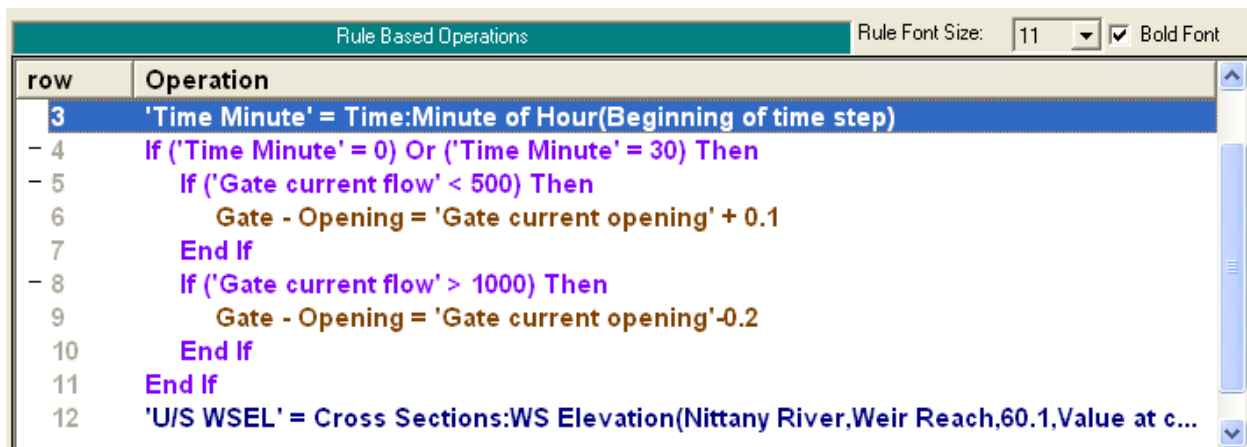 Rule Based Operations Rule Font Size: 11 Bold Font
row Operation
3 'Time Minute' = Time:Minute of Hour(Beginning of time step)
4 If ('Time Minute' = 0) Or ('Time Minute' = 30) Then
5 If ('Gate current flow' < 500) Then
6 Gate - Opening = 'Gate current opening' + 0.1
7 End If
8 If ('Gate current flow' > 1000) Then
9 Gate - Opening = 'Gate current opening'-0.2
10 End If
11 End If
12 'U/S WSEL' = Cross Sections:WS Elevation(Nittany River,Weir Reach,60.1,Value at c...